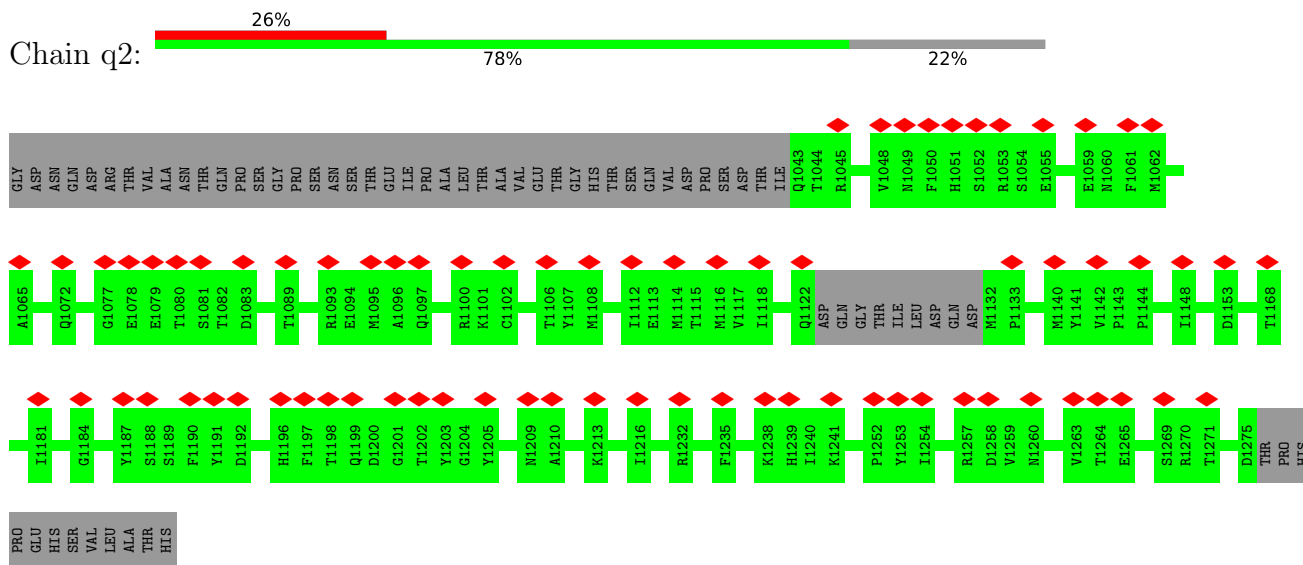 26%
Chain q2:
78% 22%
GLY ASP ASN GLN ASP ARG THR VAL ALA ASN THR GLN PRO SER GLY PRO SER ASN SER THR GLU ILE PRO ALA LEU THR ALA VAL GLU THR GLY HIS THR SER GLN VAL ASP PRO SER ASP THR ILE Q1043 T1044 R1045 V1048 N1049 F1050 H1051 S1052 R1053 S1054 E1055 E1059 N1060 F1061 M1062
A1065 Q1072 G1077 E1078 E1079 T1080 S1081 T1082 D1083 T1089 R1093 E1094 M1095 A1096 Q1097 R1100 K1101 C1102 T1106 Y1107 M1108 I1112 E1113 M1114 T1115 M1116 V1117 I1118 Q1122 ASP GLN GLY THR ILE LEU ASP GLN ASP M1132 P1133 M1140 Y1141 V1142 P1143 P1144 I1148 D1153 T1168
I1181 G1184 Y1187 S1188 S1189 F1190 Y1191 D1192 H1196 F1197 T1198 Q1199 D1200 G1201 T1202 Y1203 G1204 Y1205 N1209 A1210 K1213 I1216 R1232 F1235 K1238 H1239 I1240 K1241 P1252 Y1253 I1254 R1257 D1258 V1259 N1260 V1263 T1264 E1265 S1269 R1270 T1271 D1275 THR PRO HIS
PRO GLU HIS SER VAL LEU ALA THR HIS